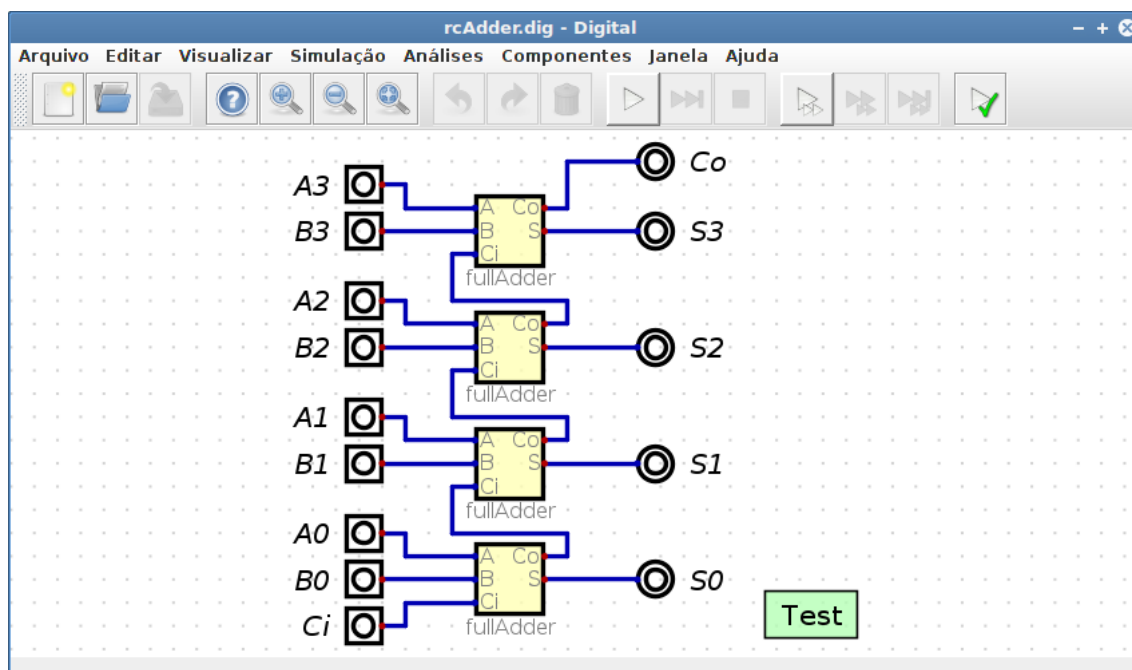 rcAdder.dig - Digital
Arquivo Editar Visualizar Simulação Análises Componentes Janela Ajuda
Co
A3
A Co
B3
B S
S3
Ci
fullAdder
A2
A Co
B2
B S
S2
Ci
fullAdder
A1
A Co
B1
B S
S1
Ci
fullAdder
A0
A Co
B0
B S
S0
Ci
Test
Ci
fullAdder